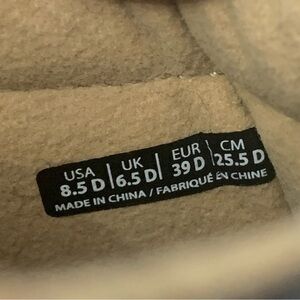 USA | UK | EUR | CM
8.5 D | 6.5 D | 39 D | 25.5 D
MADE IN CHINA / FABRIQUÉ EN CHINE